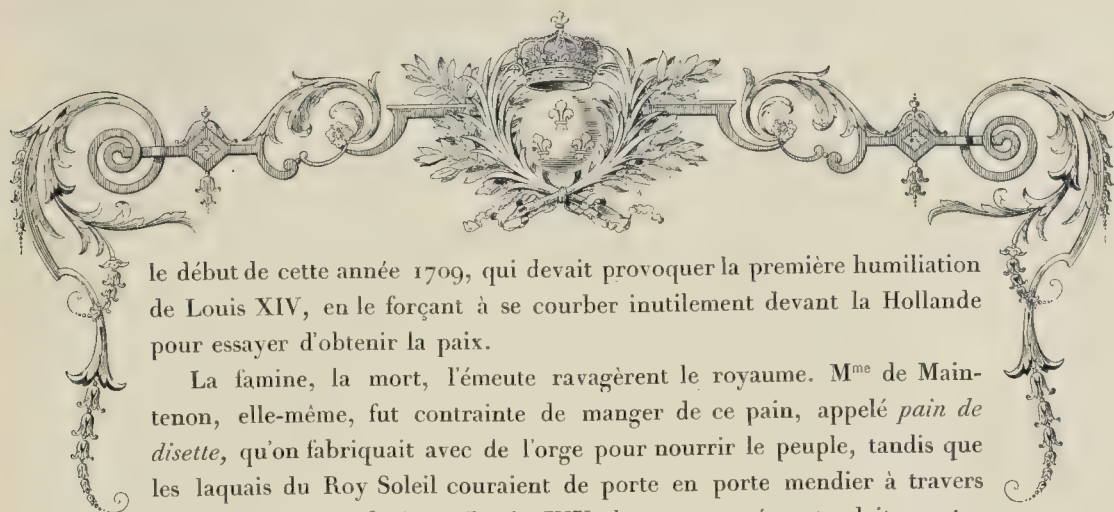 le début de cette année 1709, qui devait provoquer la première humiliation
de Louis XIV, en le forçant à se courber inutilement devant la Hollande
pour essayer d'obtenir la paix.
La famine, la mort, l'émeute ravagèrent le royaume. Mme de Main-
tenon, elle-même, fut contrainte de manger de ce pain, appelé pain de
disette, qu'on fabriquait avec de l'orge pour nourrir le peuple, tandis que
les laquais du Roy Soleil couraient de porte en porte mendier à travers